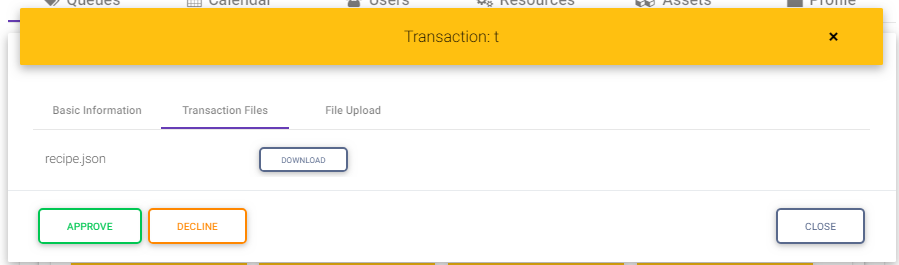 Queues Calendar Users Resources Assets Profile
Transaction: t ×
Basic Information Transaction Files File Upload
recipe.json DOWNLOAD
APPROVE DECLINE CLOSE